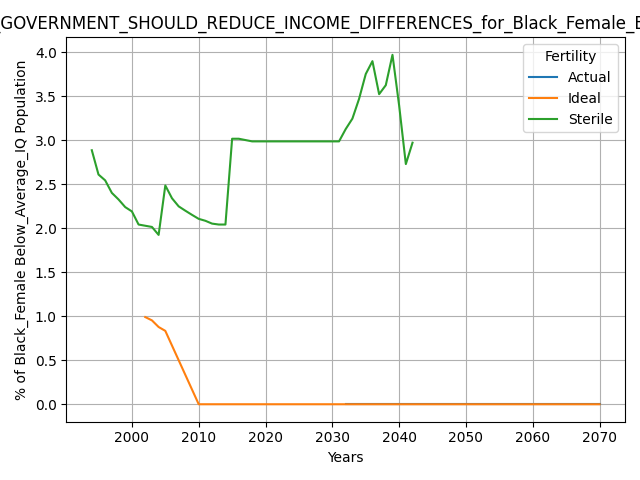 _GOVERNMENT_SHOULD_REDUCE_INCOME_DIFFERENCES_for_Black_Female_
% of Black_Female Below_Average_IQ Population
4.0
3.5
3.0
2.5
2.0
1.5
1.0
0.5
0.0
Fertility
Actual
Ideal
Sterile
2000 2010 2020 2030 2040 2050 2060 2070
Years